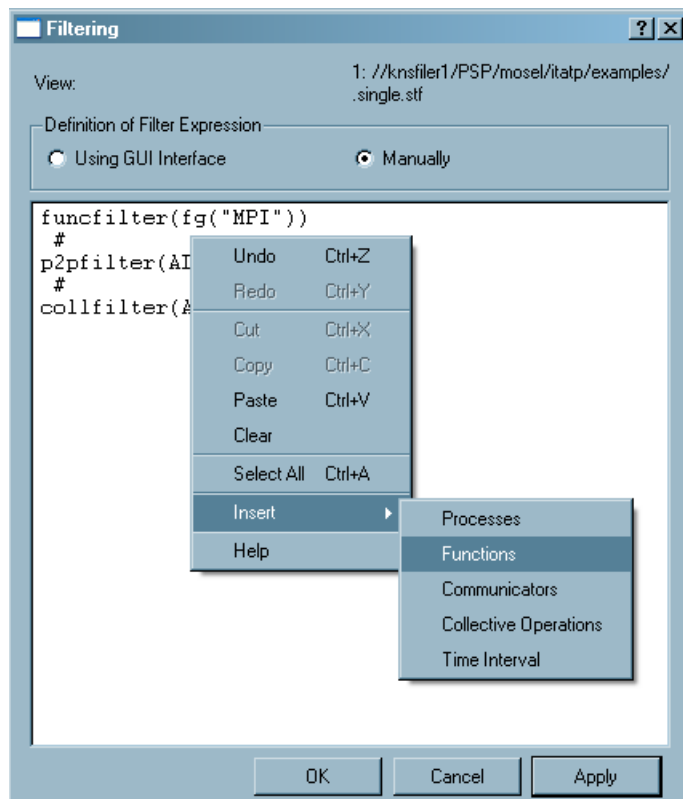 Filtering
View:
1: //knsfiler1/PSP/mosel/itatp/examples/
.single.stf
Definition of Filter Expression
Using GUI Interface
Manually
funcfilter(fg("MPI"))
#
p2pfilter(AL
#
collfilter(A
Undo Ctrl+Z
Redo Ctrl+Y
Cut Ctrl+X
Copy Ctrl+C
Paste Ctrl+V
Clear
Select All Ctrl+A
Insert
Help
Processes
Functions
Communicators
Collective Operations
Time Interval
OK
Cancel
Apply